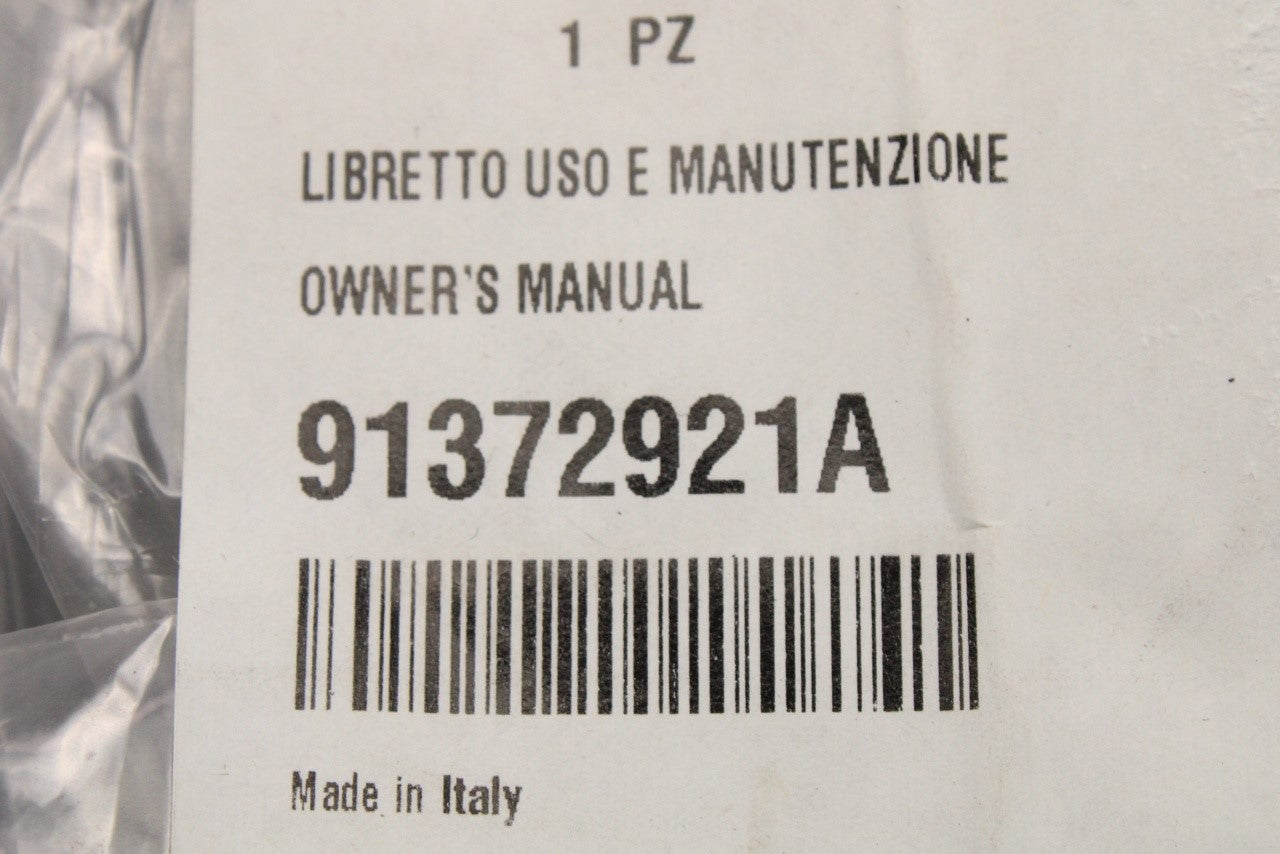 1 PZ
LIBRETTO USO E MANUTENZIONE
OWNER'S MANUAL
91372921A
Made in Italy